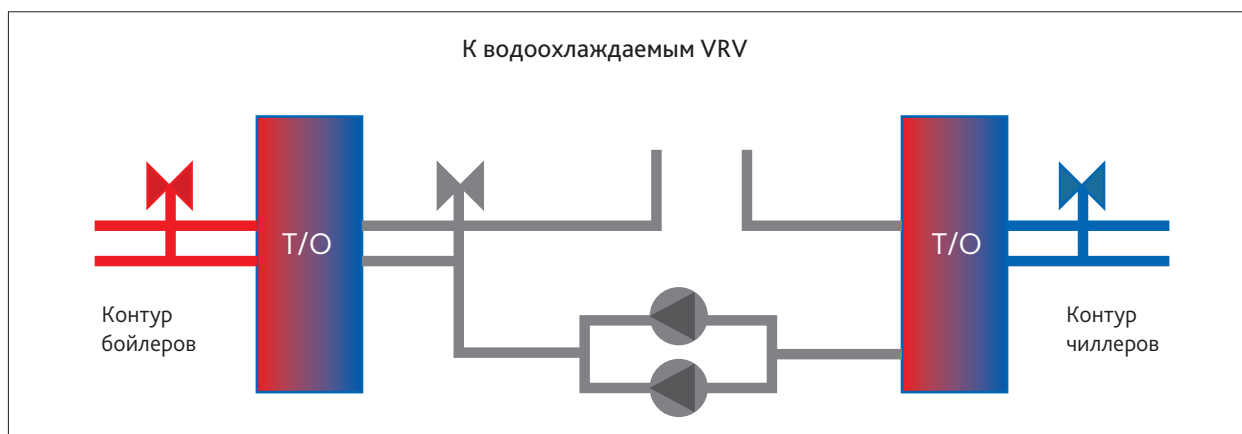 К водоохлаждаемым VRV
Т/О
Т/О
Контур
бойлеров
Контур
чиллеров